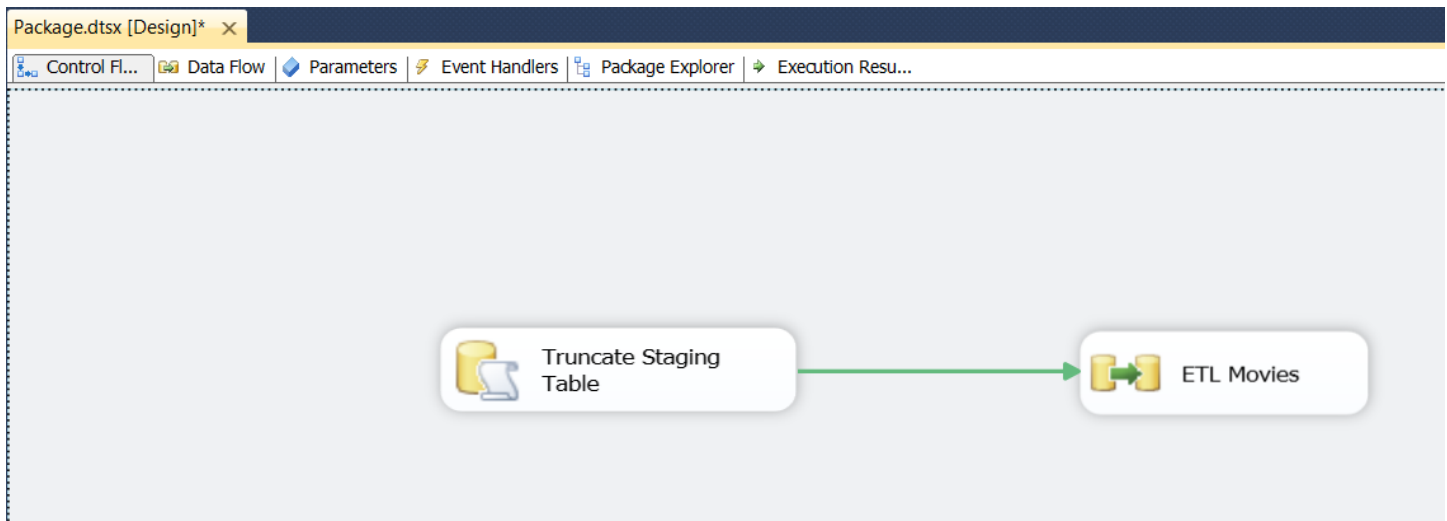 Package.dtsx [Design]*
Control Fl... Data Flow Parameters Event Handlers Package Explorer Execution Resu...
Truncate Staging
Table
ETL Movies